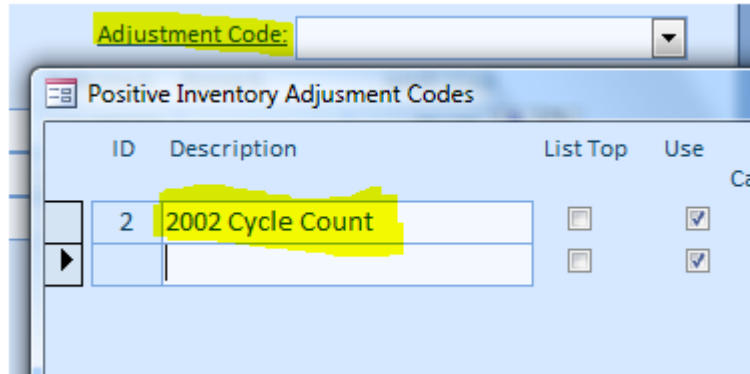 Adjustment Code:
Positive Inventory Adjusment Codes
ID Description List Top Use
2 2002 Cycle Count